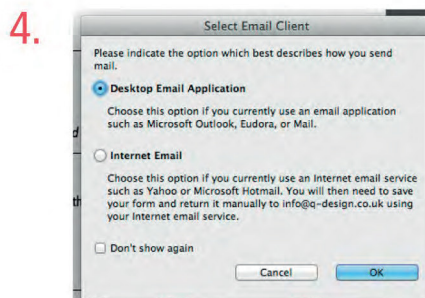 4.
Select Email Client
Please indicate the option which best describes how you send
mail.
Desktop Email Application
Choose this option if you currently use an email application
such as Microsoft Outlook, Eudora, or Mail.
Internet Email
Choose this option if you currently use an Internet email service
such as Yahoo or Microsoft Hotmail. You will then need to save
your form and return it manually to info@q-design.co.uk using
your Internet email service.
Don't show again
Cancel
OK